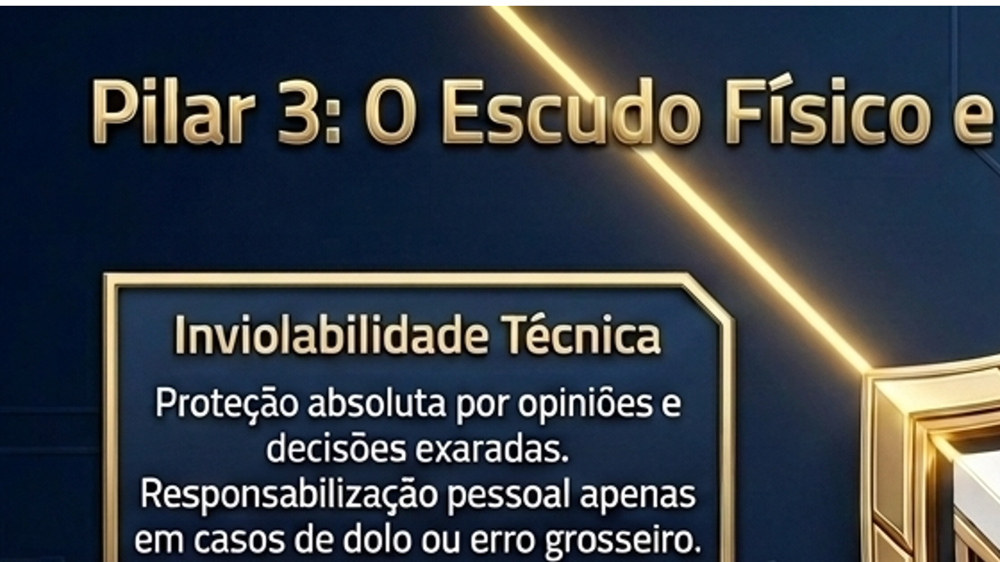 Pilar 3: O Escudo Físico e
Inviolabilidade Técnica
Proteção absoluta por opiniões e
decisões exaradas.
Responsabilização pessoal apenas
em casos de dolo ou erro grosseiro.